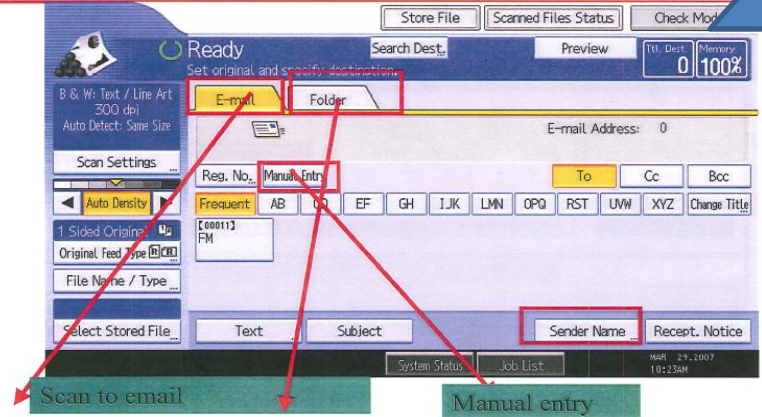 Store File Scanned Files Status Check Mod
Ready Search Dest. Preview Ttl. Dest. Memory
Set original and specify destination. 0 100%
B & W: Text / Line Art
300 dpi
Auto Detect: Same Size
E-mail Folder
E-mail Address: 0
Scan Settings
Reg. No. Manual Entry To Cc Bcc
Auto Density
Frequent AB CD EF GH IJK LMN OPQ RST UVW XYZ Change Title
1 Sided Original
[00011]
FM
Original Feed Type
File Name / Type
Select Stored File Text Subject Sender Name Recept. Notice
System Status Job List MAR 29.2007
10:23AM
Scan to email Manual entry